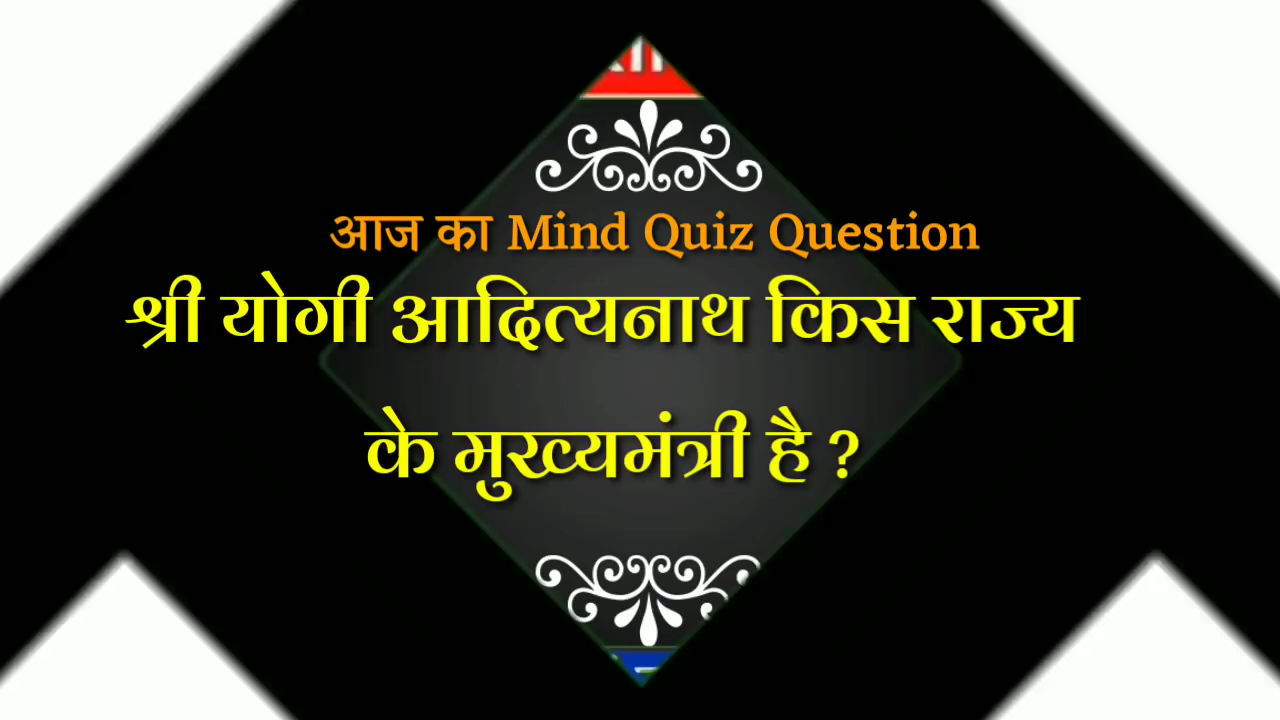 आज का Mind Quiz Question
श्री योगी आदित्यनाथ किस राज्य
के मुख्यमंत्री है ?